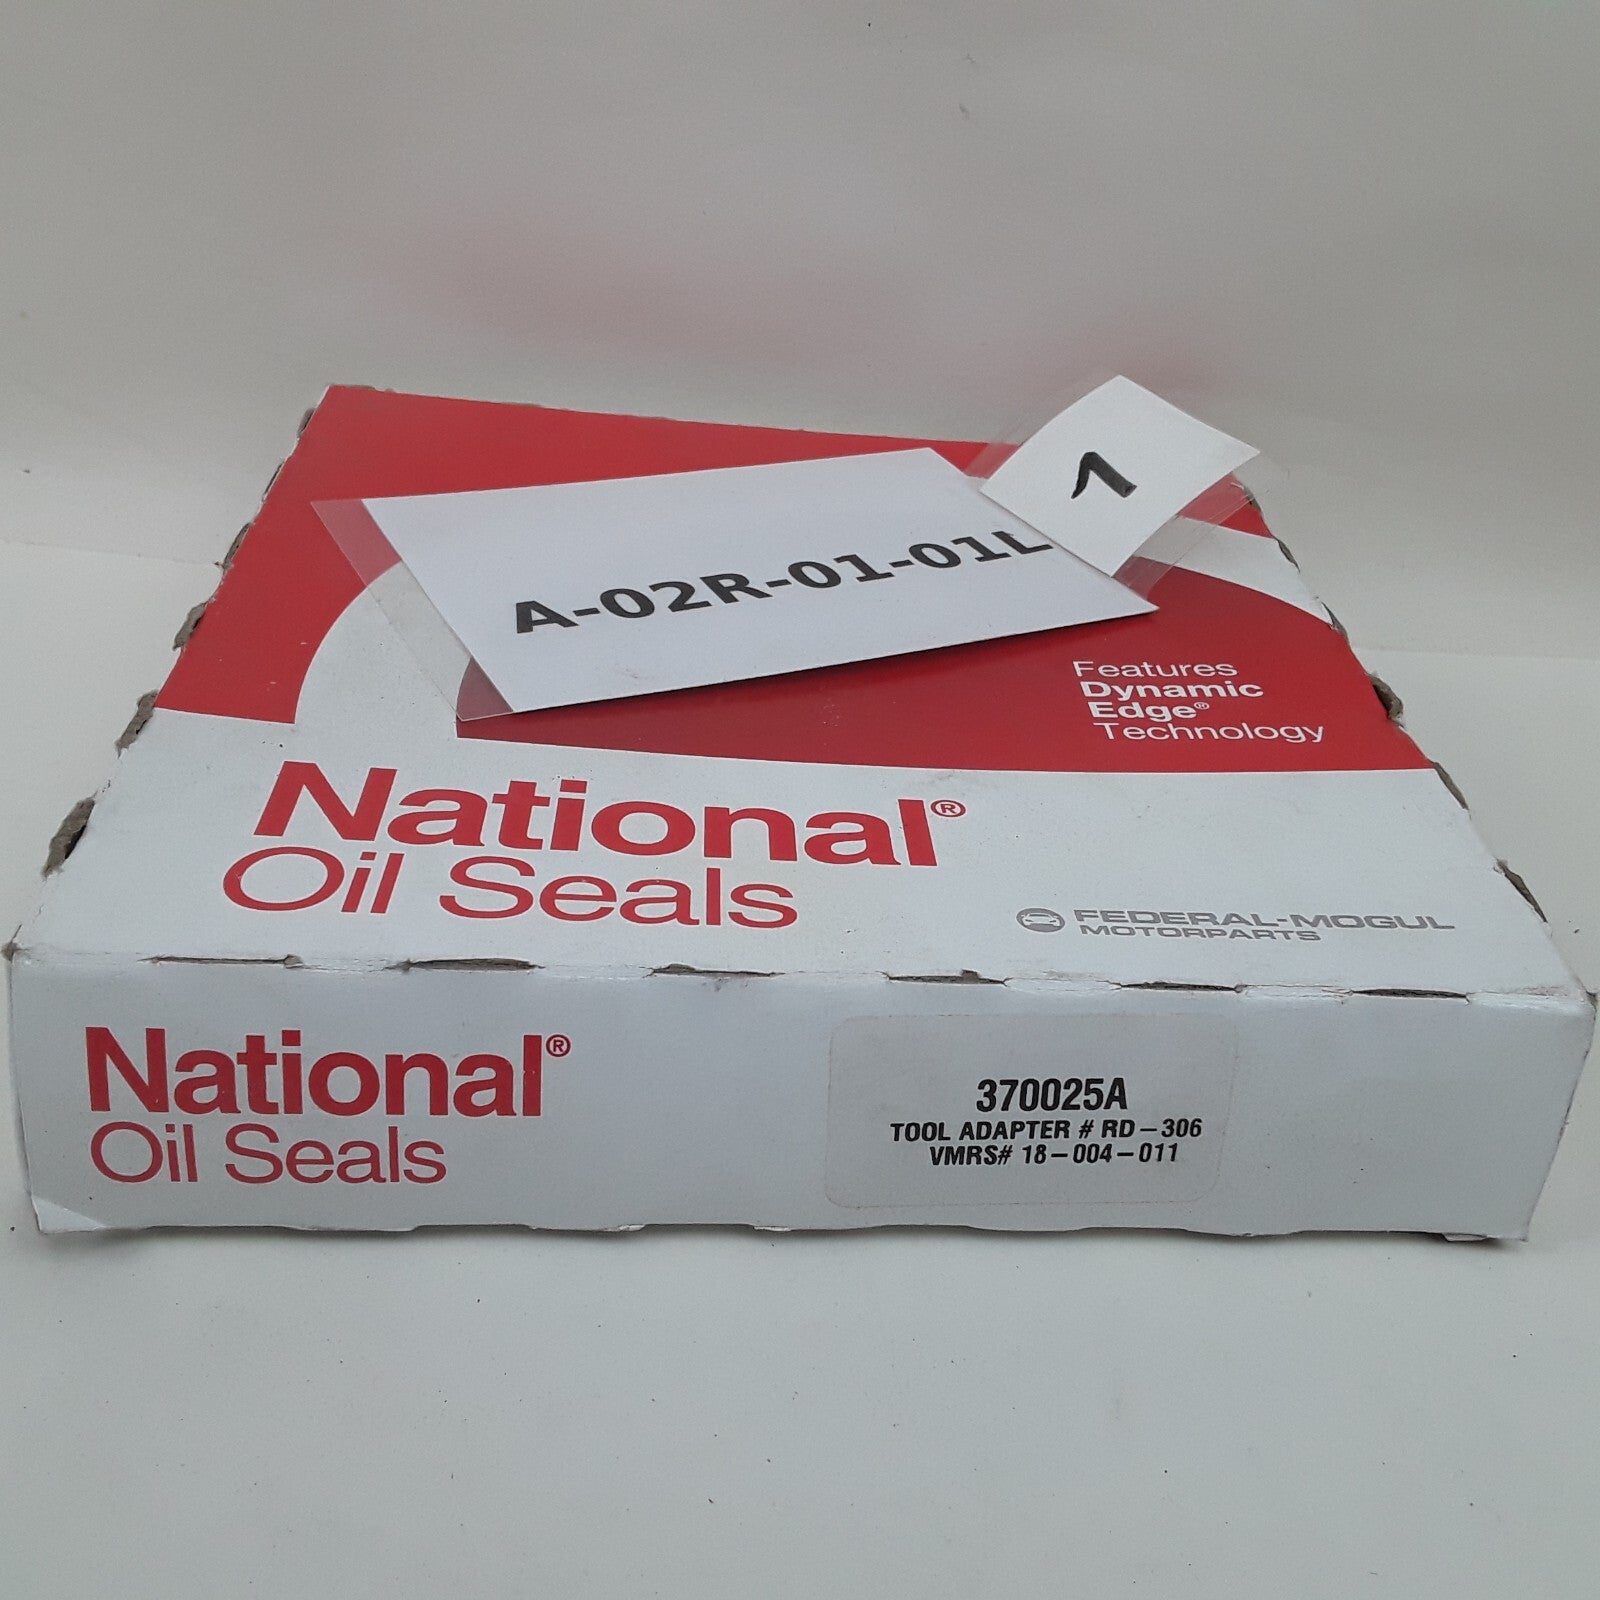 1
A-02R-01-01L
Features
Dynamic
Edge®
Technology
National®
Oil Seals
FEDERAL-MOGUL
MOTORPARTS
National®
Oil Seals
370025A
TOOL ADAPTER # RD-306
VMRS# 18-004-011